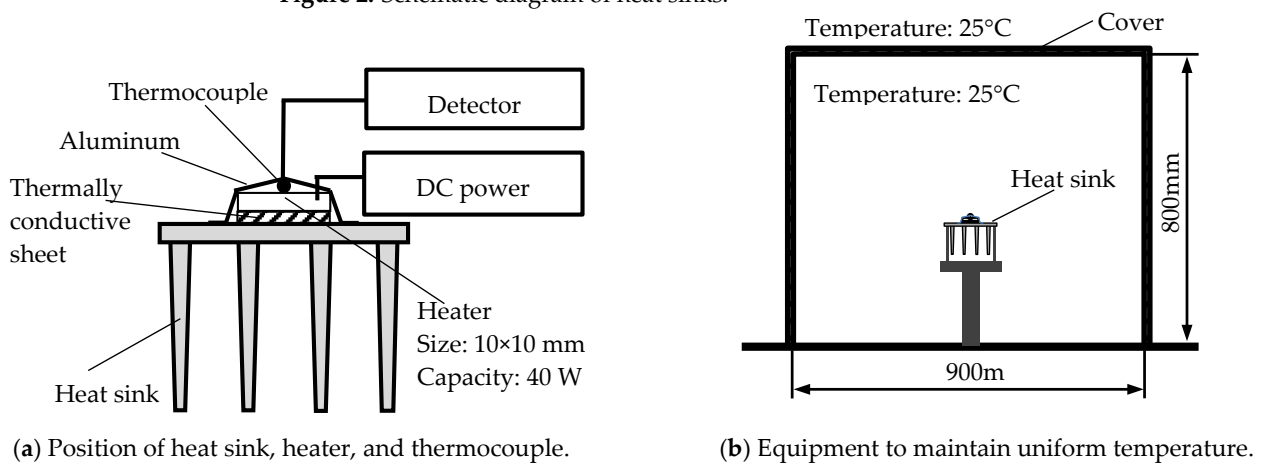 Figure 2. Schematic diagram of heat sinks.
Thermocouple
Detector
Aluminum
DC power
Thermally
conductive
sheet
Heater
Size: 10×10 mm
Capacity: 40 W
Heat sink
(a) Position of heat sink, heater, and thermocouple.
Temperature: 25°C
Cover
Temperature: 25°C
Heat sink
800mm
900m
(b) Equipment to maintain uniform temperature.